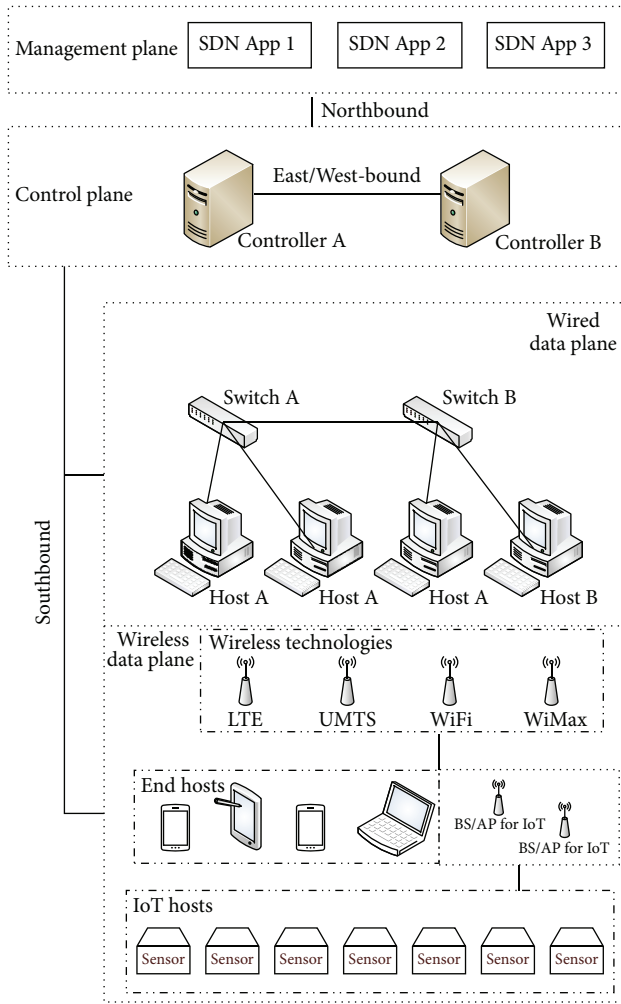 Management plane
SDN App 1
SDN App 2
SDN App 3
Northbound
Control plane
East/West-bound
Controller A
Controller B
Southbound
Wired
data plane
Switch A
Switch B
Host A
Host A
Host A
Host B
Wireless
data plane
Wireless technologies
LTE
UMTS
WiFi
WiMax
End hosts
BS/AP for IoT
BS/AP for IoT
IoT hosts
Sensor
Sensor
Sensor
Sensor
Sensor
Sensor
Sensor